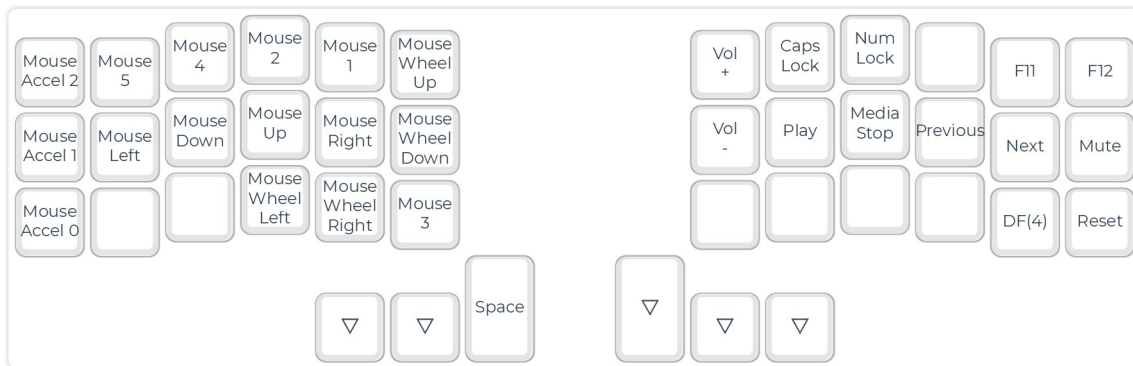 Mouse
Accel 2
Mouse
5
Mouse
4
Mouse
2
Mouse
1
Mouse
Wheel
Up
Vol
+
Caps
Lock
Num
Lock
F11
F12
Mouse
Accel 1
Mouse
Left
Mouse
Down
Mouse
Up
Mouse
Right
Mouse
Wheel
Down
Vol
-
Play
Media
Stop
Previous
Next
Mute
Mouse
Accel 0
Mouse
Wheel
Left
Mouse
Wheel
Right
Mouse
3
DF(4)
Reset
▽
▽
Space
▽
▽
▽